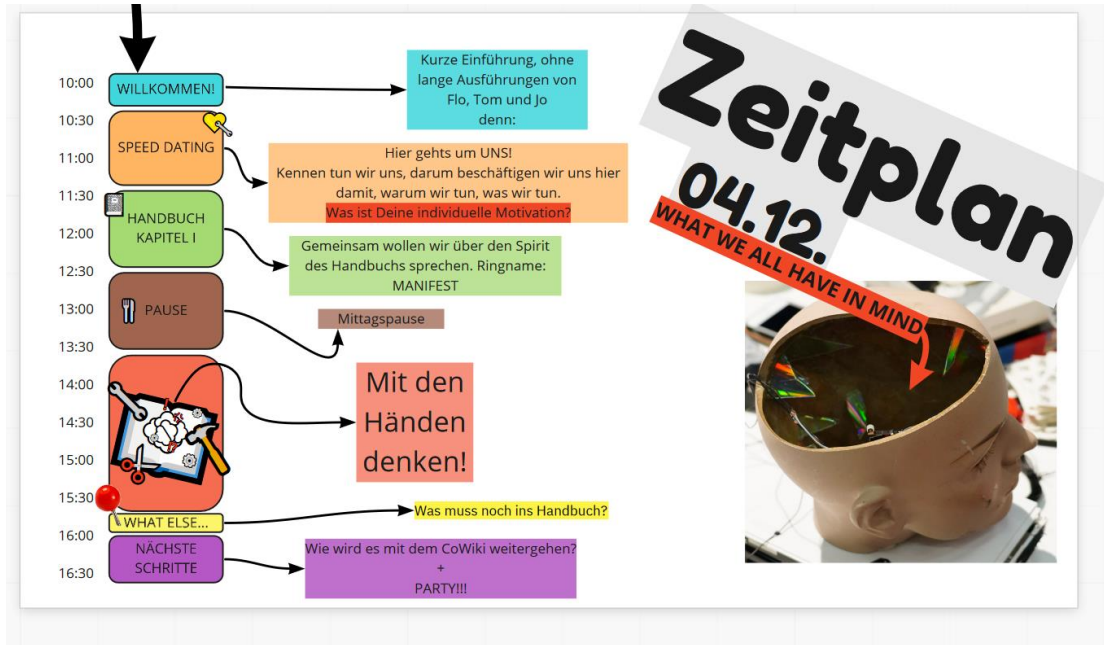 Zeitplan
04.12.
WHAT WE ALL HAVE IN MIND
10:00
WILLKOMMEN!
Kurze Einführung, ohne
lange Ausführungen von
Flo, Tom und Jo
denn:
10:30
SPEED DATING
11:00
Hier gehts um UNS!
Kennen tun wir uns, darum beschäftigen wir uns hier
damit, warum wir tun, was wir tun.
Was ist Deine individuelle Motivation?
11:30
HANDBUCH
KAPITEL I
12:00
Gemeinsam wollen wir über den Spirit
des Handbuchs sprechen. Ringname:
MANIFEST
12:30
13:00
PAUSE
Mittagspause
13:30
14:00
Mit den
Händen
denken!
14:30
15:00
15:30
WHAT ELSE...
Was muss noch ins Handbuch?
16:00
NÄCHSTE
SCHRITTE
Wie wird es mit dem CoWiki weitergehen?
+
PARTY!!!
16:30